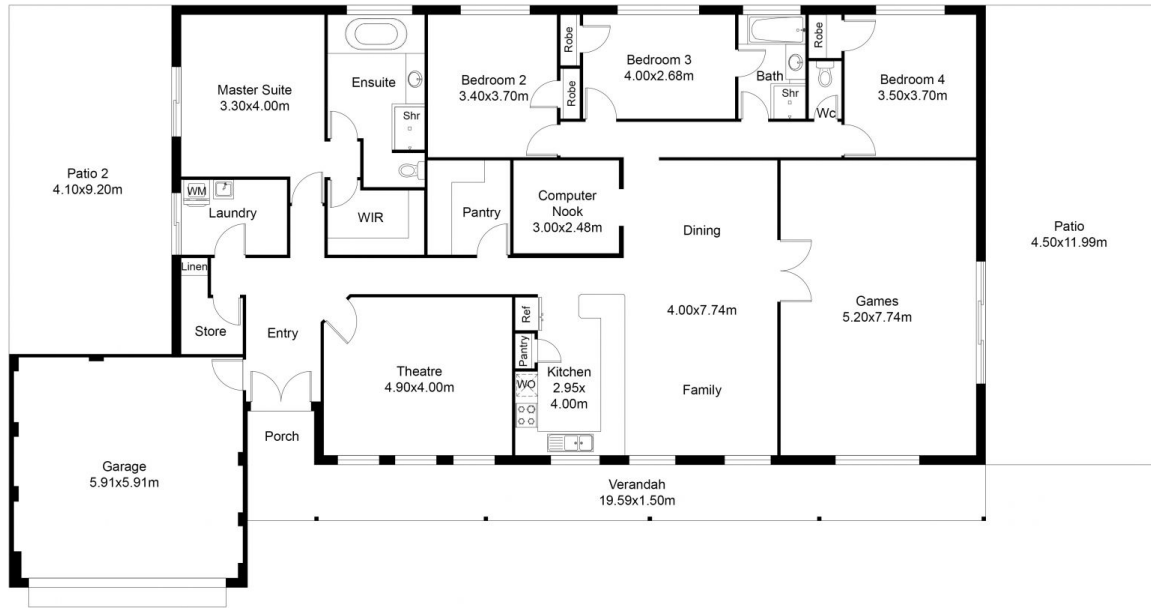 Master Suite
3.30x4.00m
Ensuite
Shr
Bedroom 2
3.40x3.70m
Robe
Robe
Bedroom 3
4.00x2.68m
Bath
Shr
Robe
Wc
Bedroom 4
3.50x3.70m
Patio 2
4.10x9.20m
WM
Laundry
WIR
Pantry
Computer
Nook
3.00x2.48m
Dining
Patio
4.50x11.99m
Linen
Store
Entry
Ref
4.00x7.74m
Games
5.20x7.74m
Theatre
4.90x4.00m
Pantry
WO
Kitchen
2.95x
4.00m
Family
Porch
Garage
5.91x5.91m
Verandah
19.59x1.50m